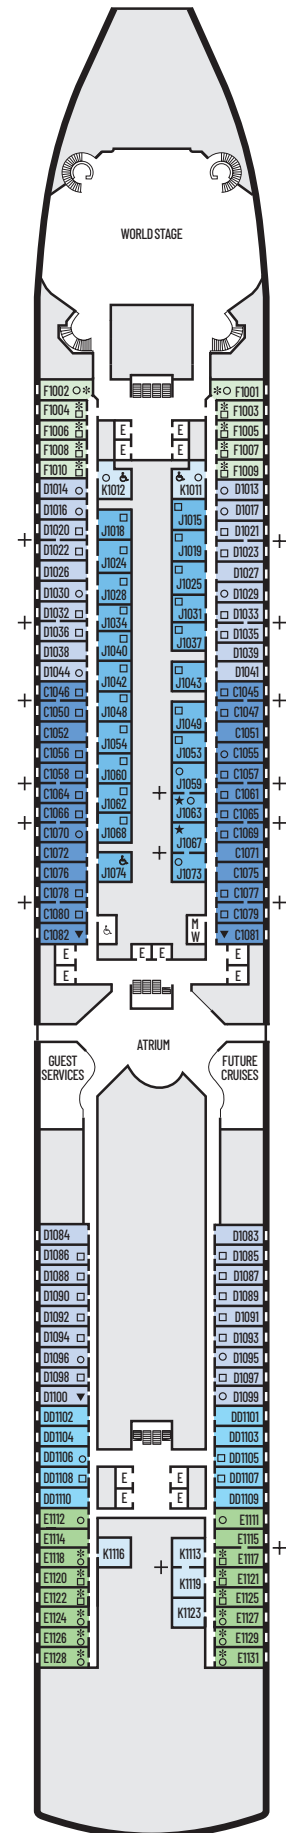 WORLD STAGE
F1002
F1001
F1004
F1003
F1006
F1005
E
E
F1008
F1007
E
E
F1010
F1009
K1012
K1011
D1014
D1013
D1016
J1015
D1017
J1018
D1020
D1021
J1019
D1022
D1023
J1024
D1026
J1025
D1027
D1030
J1028
D1029
D1032
J1031
D1033
J1034
D1036
J1037
D1035
D1038
J1040
D1039
D1044
J1042
J1043
D1041
C1046
C1045
C1050
J1048
C1047
C1052
J1049
C1051
J1054
C1056
J1053
C1055
C1058
J1060
C1057
J1059
C1064
J1062
C1061
C1066
J1063
C1065
C1070
J1068
C1069
J1067
C1072
C1071
C1076
J1074
J1073
C1075
C1078
C1077
C1080
C1079
C1082
M
W
C1081
E
E
E
E
E
E
ATRIUM
GUEST
SERVICES
FUTURE
CRUISES
D1084
D1083
D1086
D1085
D1088
D1087
D1090
D1089
D1092
D1091
D1094
D1093
D1096
D1095
D1098
D1097
D1100
D1099
DD1102
DD1101
DD1104
DD1103
DD1106
DD1105
DD1108
E
E
DD1107
DD1110
E
E
DD1109
E1112
E1111
E1114
E1115
E1118
K1116
K1113
E1117
E1120
K1119
E1121
E1122
E1125
E1124
K1123
E1127
E1126
E1129
E1128
E1131